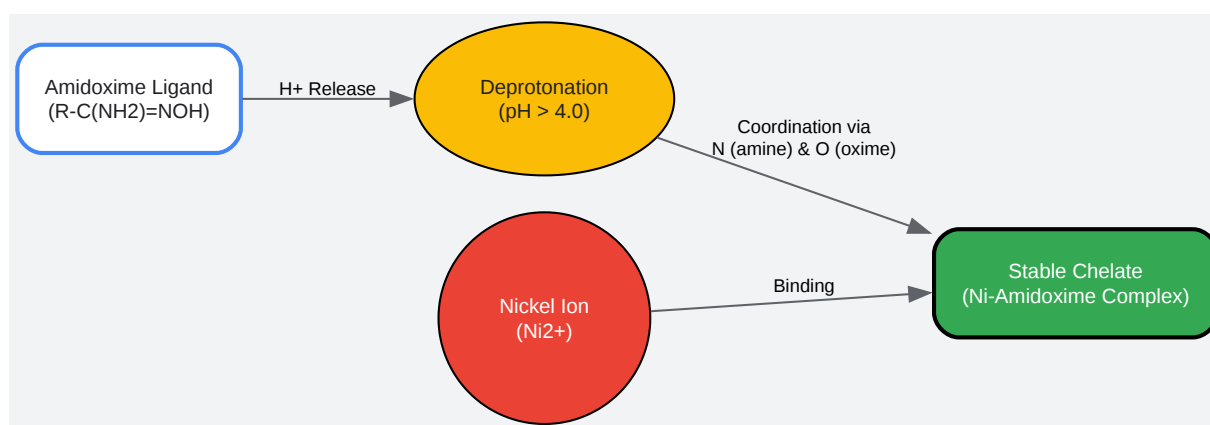 Amidoxime Ligand
(R-C(NH2)=NOH)
H+ Release
Deprotonation
(pH > 4.0)
Coordination via
N (amine) & O (oxime)
Nickel Ion
(Ni2+)
Binding
Stable Chelate
(Ni-Amidoxime Complex)